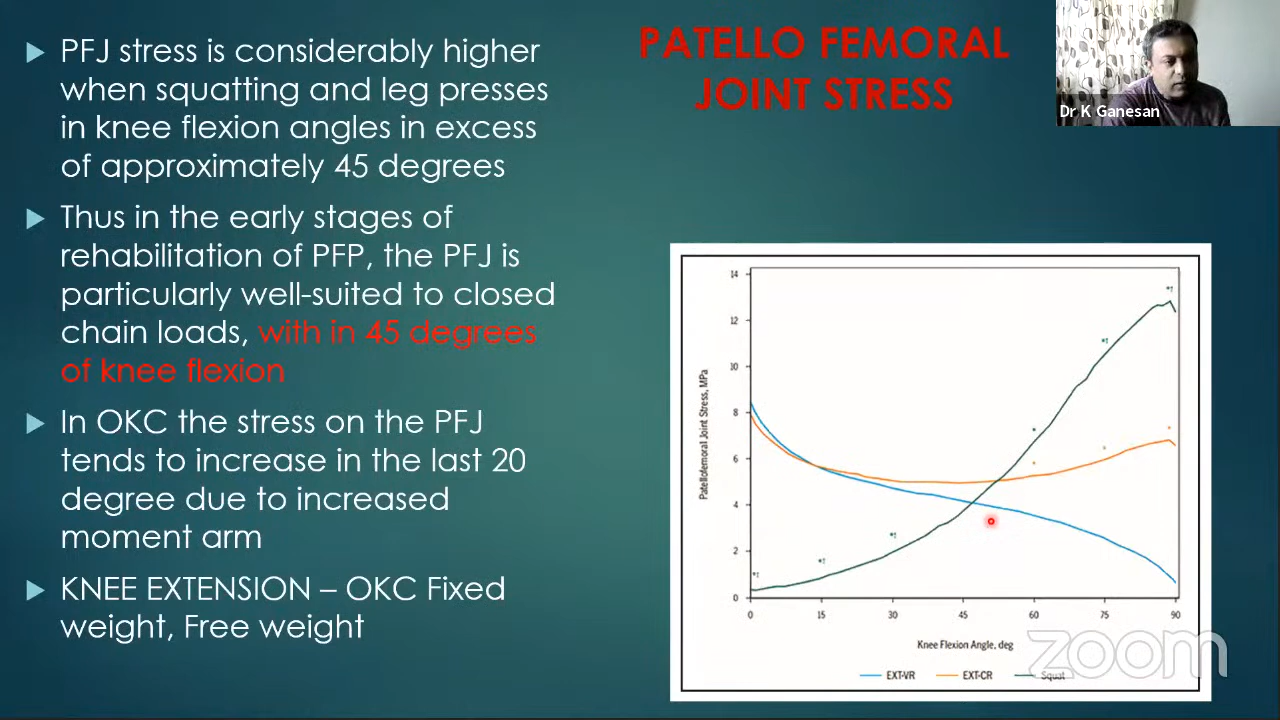 PFJ stress is considerably higher
when squatting and leg presses
in knee flexion angles in excess
of approximately 45 degrees
Thus in the early stages of
rehabilitation of PFP, the PFJ is
particularly well-suited to closed
chain loads, with in 45 degrees
of knee flexion
In OKC the stress on the PFJ
tends to increase in the last 20
degree due to increased
moment arm
KNEE EXTENSION – OKC Fixed
weight, Free weight
PATELLO FEMORAL
JOINT STRESS
Dr K Ganesan
Patellofemoral Joint Stress, MPa
14
12
10
8
6
4
2
0
0 15 30 45 60 75 90
Knee Flexion Angle, deg
EXT-VR EXT-CR Squat
zoom